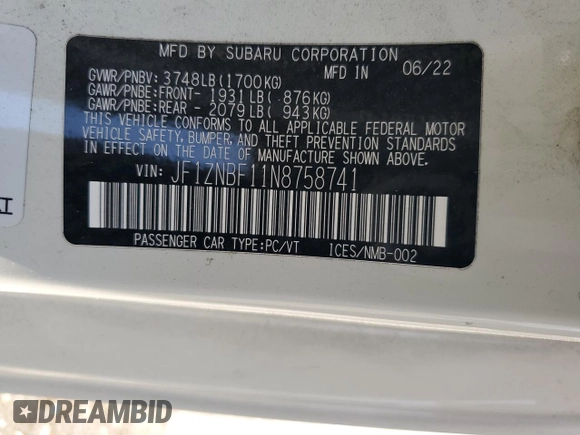 MFD BY SUBARU CORPORATION
MFD IN 06/22
GVWR/PNBV: 3748LB(1700KG)
GAWR/PNBE:FRONT- 1931LB( 876KG)
GAWR/PNBE:REAR - 2079LB( 943KG)
THIS VEHICLE CONFORMS TO ALL APPLICABLE FEDERAL MOTOR
VEHICLE SAFETY, BUMPER, AND THEFT PREVENTION STANDARDS
IN EFFECT ON THE DATE OF MANUFACTURE SHOWN ABOVE.
VIN: JF1ZNBF11N8758741
PASSENGER CAR TYPE:PC/VT ICES/NMB-002
DREAMBID